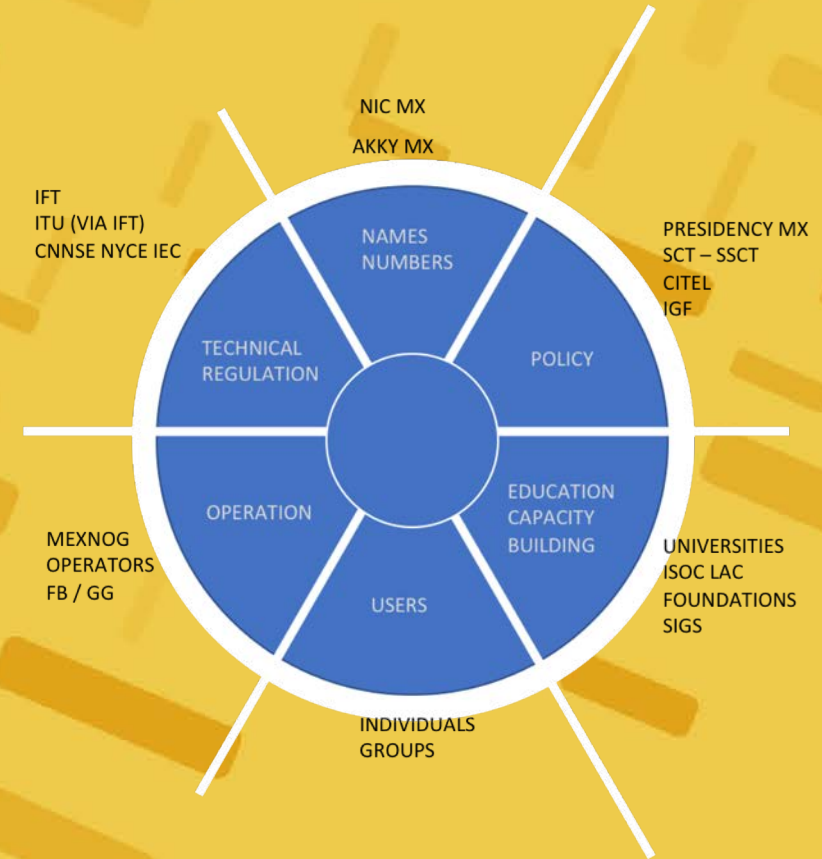 NIC MX
AKKY MX
IFT
ITU (VIA IFT)
CNNSE NYCE IEC
PRESIDENCY MX
SCT – SSCT
CITEL
IGF
NAMES
NUMBERS
TECHNICAL
REGULATION
POLICY
OPERATION
EDUCATION
CAPACITY
BUILDING
USERS
MEXNOG
OPERATORS
FB / GG
UNIVERSITIES
ISOC LAC
FOUNDATIONS
SIGS
INDIVIDUALS
GROUPS